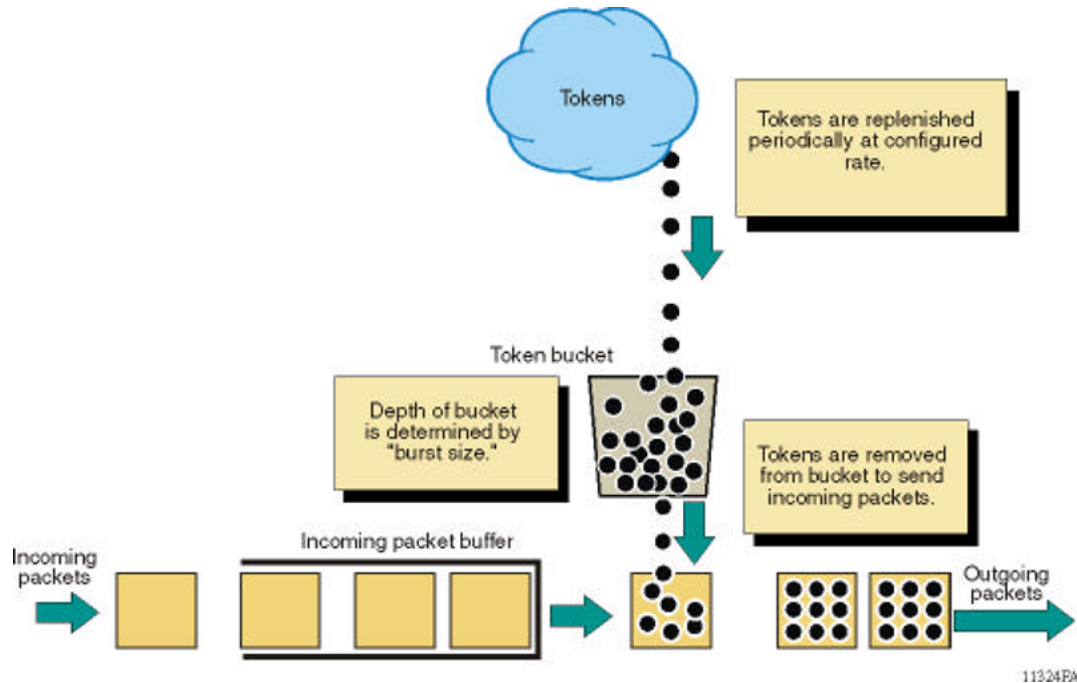 Tokens
Tokens are replenished
periodically at configured
rate.
Token bucket
Depth of bucket
is determined by
"burst size."
Tokens are removed
from bucket to send
incoming packets.
Incoming packet buffer
Incoming
packets
Outgoing
packets
11324FA